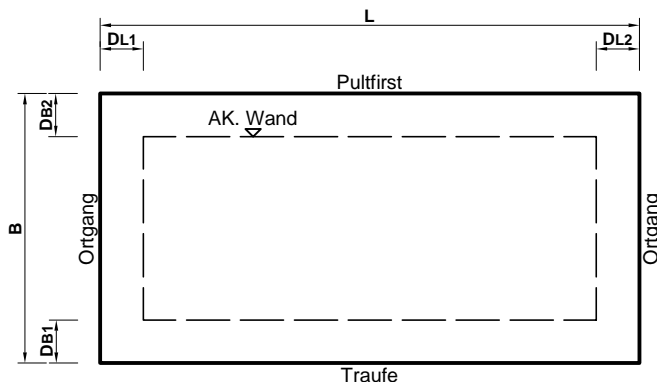 L
DL1
DL2
Pultfirst
DB2
AK. Wand
B
Ortgang
Ortgang
DB1
Traufe